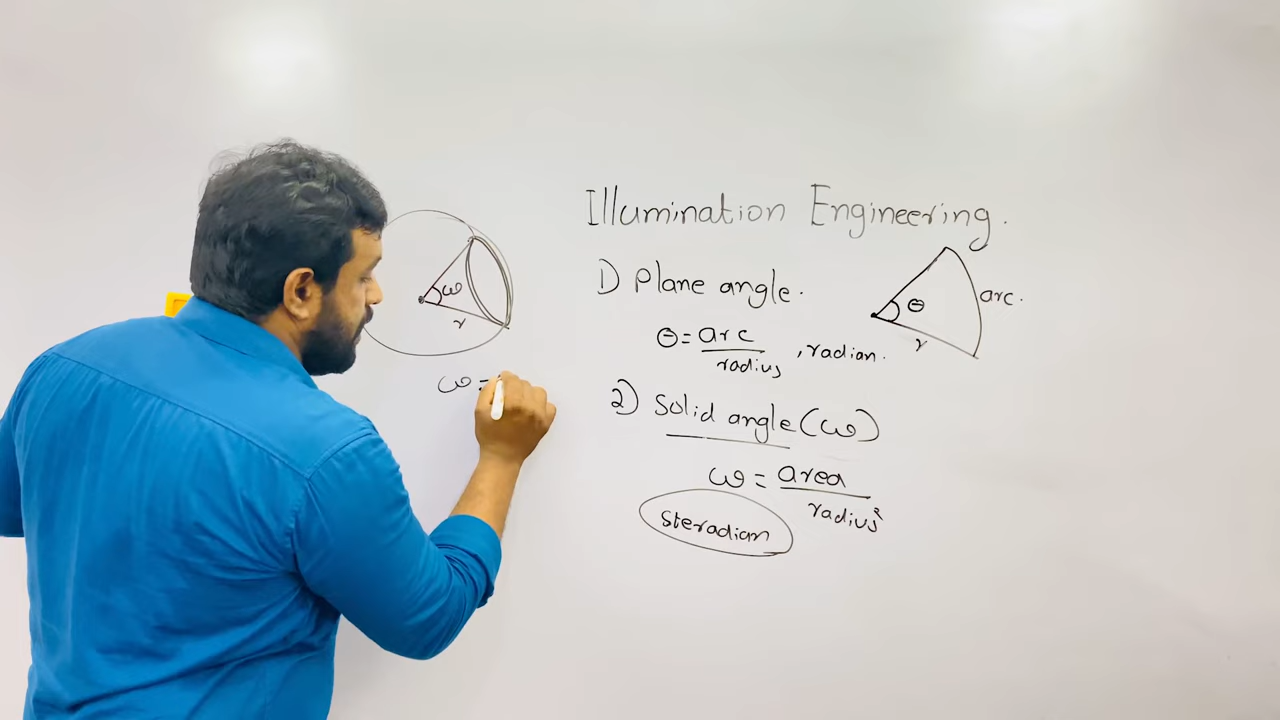 Illumination Engineering.
1) Plane angle.
θ = arc / radius , radian.
θ
r
arc.
2) Solid angle (ω)
ω = area / radius²
steradian
ω
r
ω =